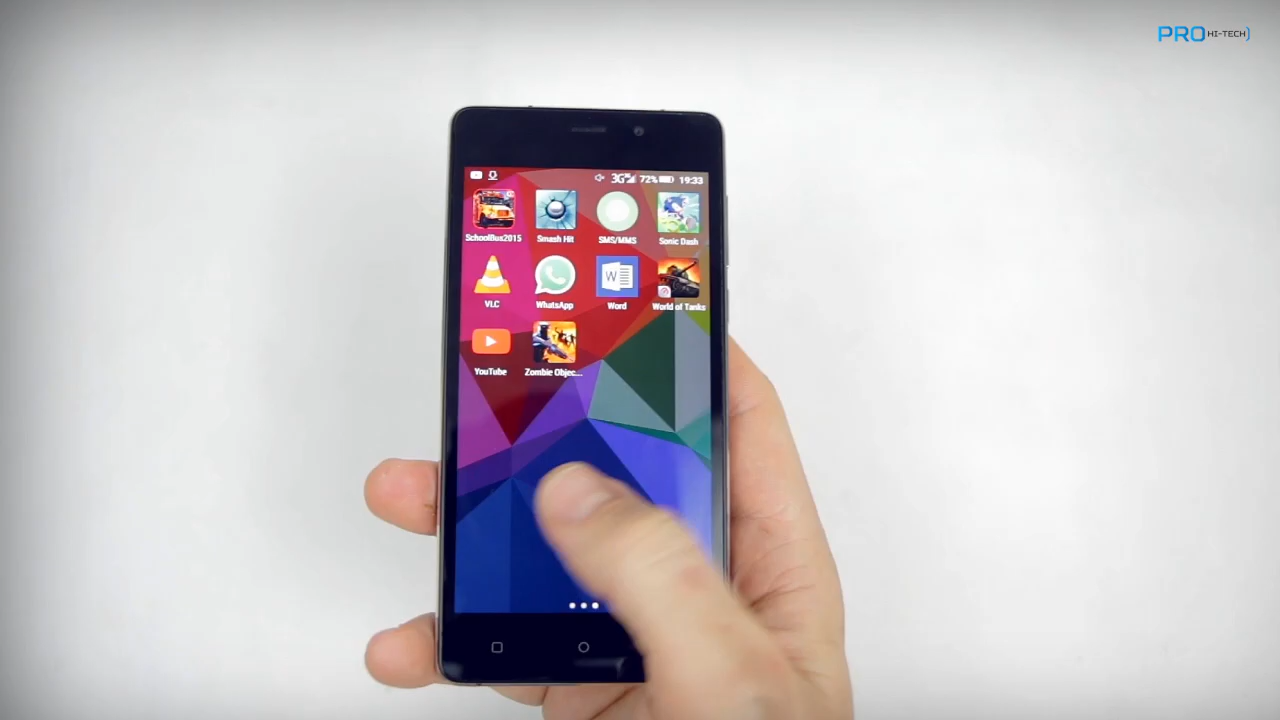 PRO HI-TECH
3G 72% 19:33
SchoolBus2015 Smash Hit SMS/MMS Sonic Dash
VLC WhatsApp Word World of Tanks
W
YouTube Zombie Objec...